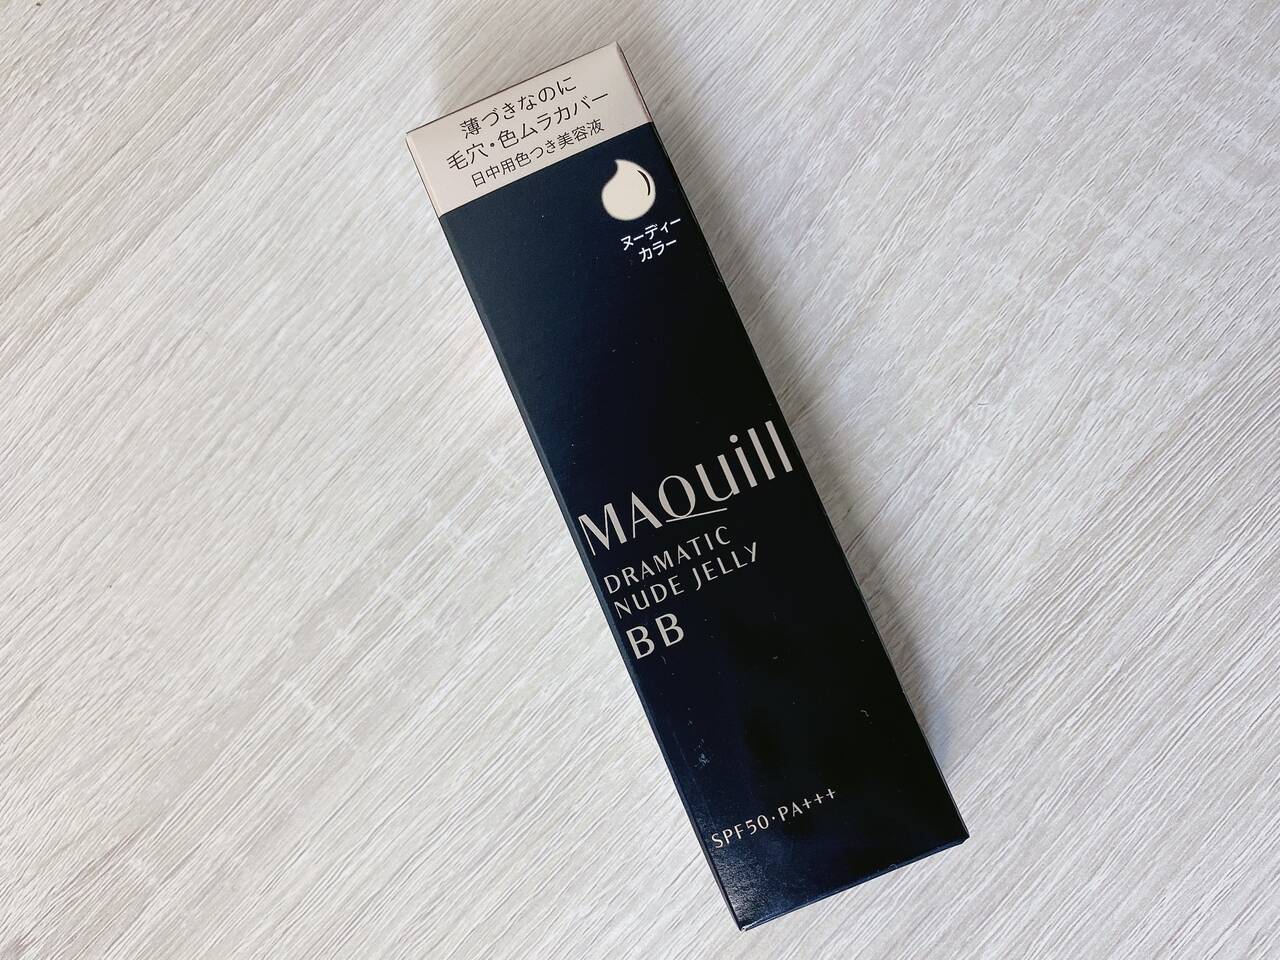 薄づきなのに
毛穴・色ムラカバー
日中用色つき美容液
ヌーディー
カラー
MAQuill
DRAMATIC
NUDE JELLY
BB
SPF50・PA+++